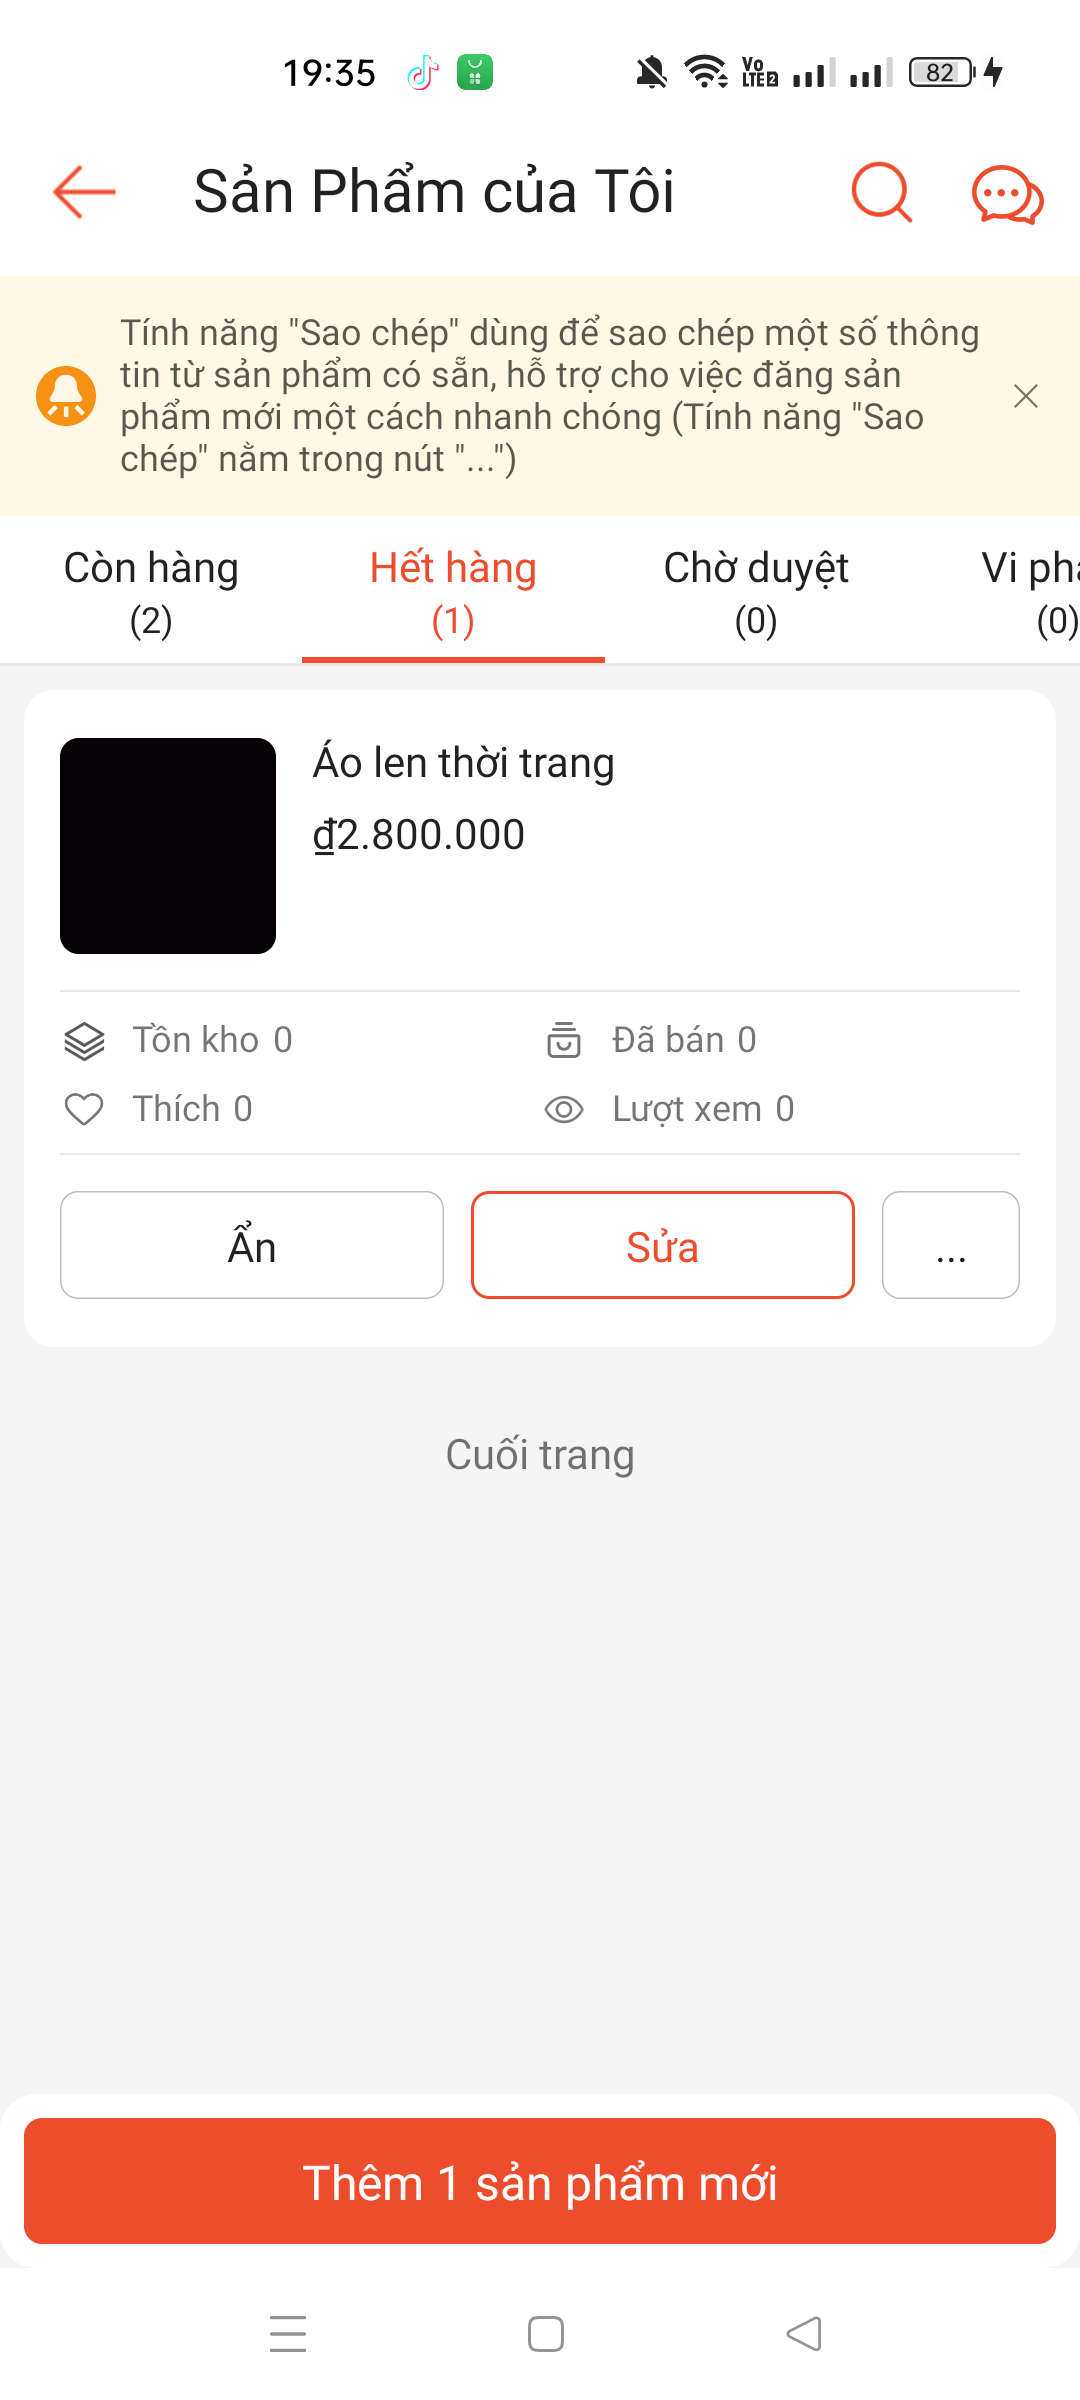 19:35
Vo
LTE 2
82
Sản Phẩm của Tôi
Tính năng "Sao chép" dùng để sao chép một số thông
tin từ sản phẩm có sẵn, hỗ trợ cho việc đăng sản
phẩm mới một cách nhanh chóng (Tính năng "Sao
chép" nằm trong nút "...")
Còn hàng
(2)
Hết hàng
(1)
Chờ duyệt
(0)
Vi phạ
(0)
Áo len thời trang
₫2.800.000
Tồn kho 0
Đã bán 0
Thích 0
Lượt xem 0
Ẩn
Sửa
...
Cuối trang
Thêm 1 sản phẩm mới